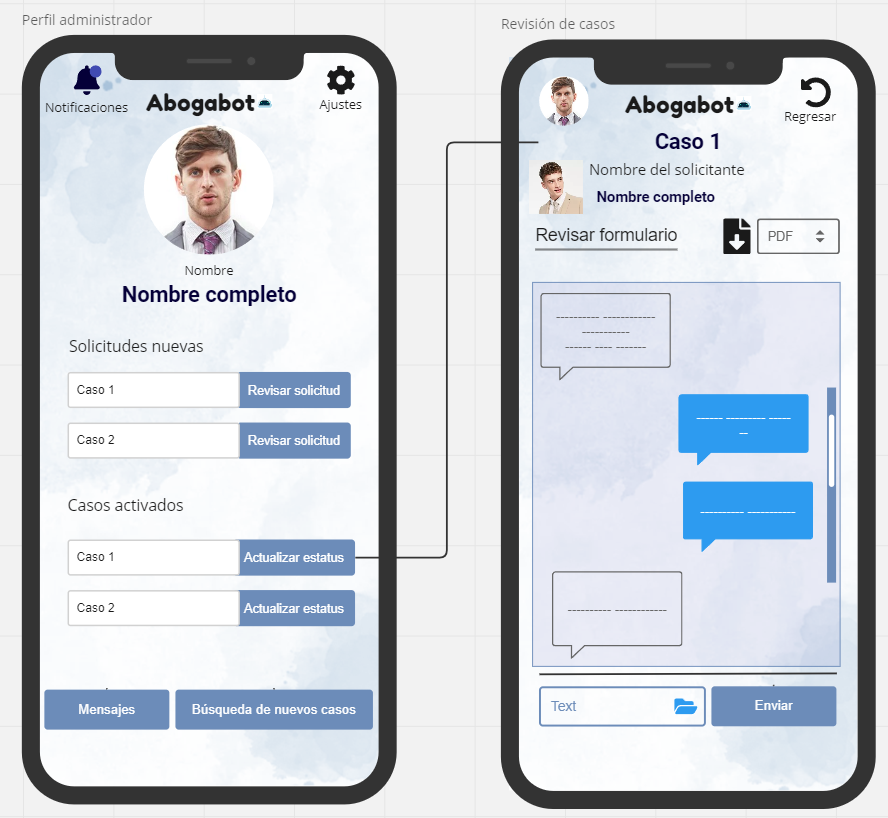 Perfil administrador
Notificaciones
Abogabot
Ajustes
Nombre
Nombre completo
Solicitudes nuevas
Caso 1
Revisar solicitud
Caso 2
Revisar solicitud
Casos activados
Caso 1
Actualizar estatus
Caso 2
Actualizar estatus
Mensajes
Búsqueda de nuevos casos
Revisión de casos
Abogabot
Regresar
Caso 1
Nombre del solicitante
Nombre completo
Revisar formulario
PDF
---------- ------------
-----------
------ ---- -------
------ --------- -----
--
---------- -----------
---------- ------------
Text
Enviar